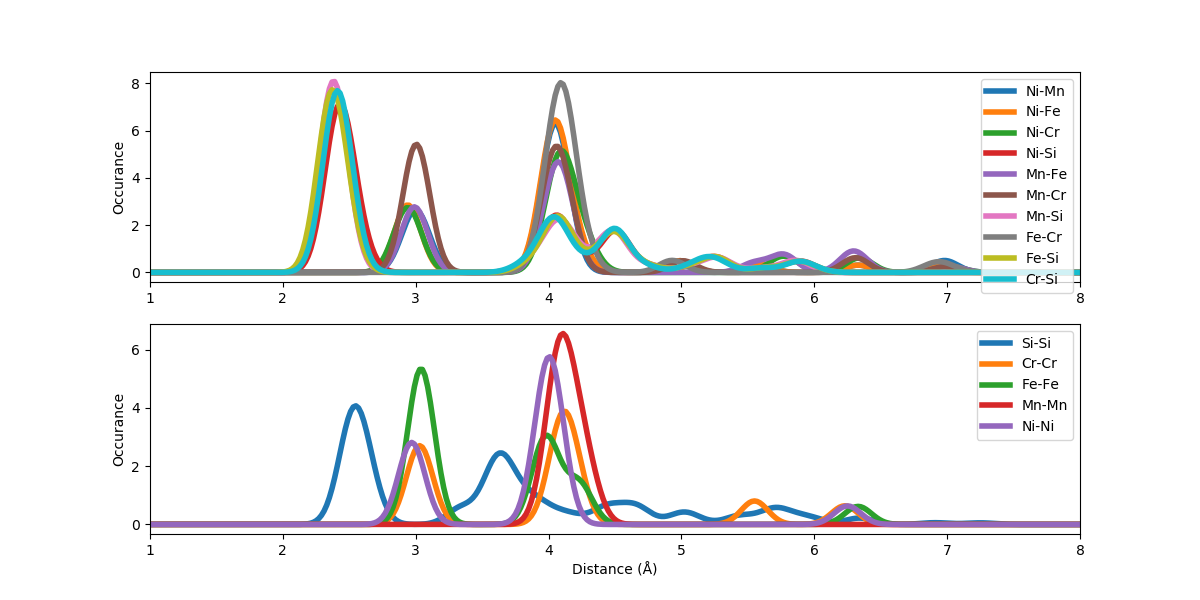 Occurance
8
6
4
2
0
Ni-Mn
Ni-Fe
Ni-Cr
Ni-Si
Mn-Fe
Mn-Cr
Mn-Si
Fe-Cr
Fe-Si
Cr-Si
1 2 3 4 5 6 7 8
Occurance
6
4
2
0
Si-Si
Cr-Cr
Fe-Fe
Mn-Mn
Ni-Ni
1 2 3 4 5 6 7 8
Distance (Å)